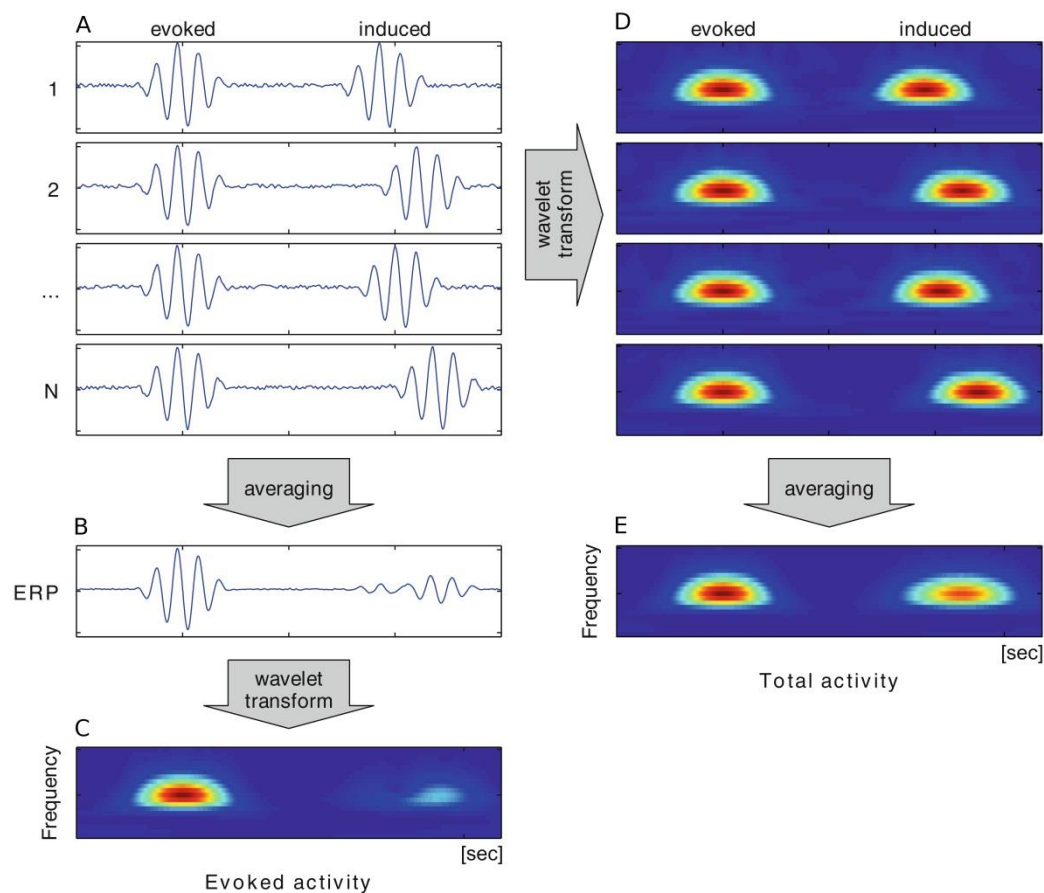 A
evoked
induced
1
2
...
N
averaging
B
ERP
wavelet
transform
C
Frequency
[sec]
Evoked activity
wavelet
transform
D
evoked
induced
averaging
E
Frequency
[sec]
Total activity